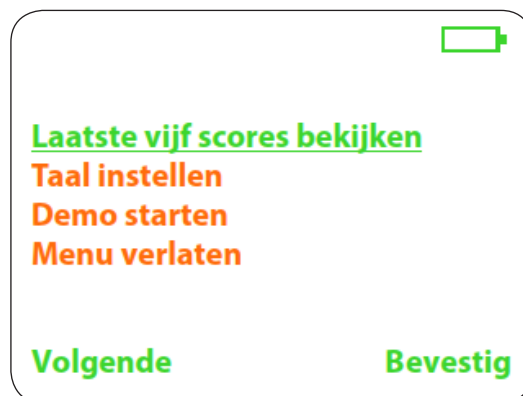 Laatste vijf scores bekijken
Taal instellen
Demo starten
Menu verlaten
Volgende Bevestig